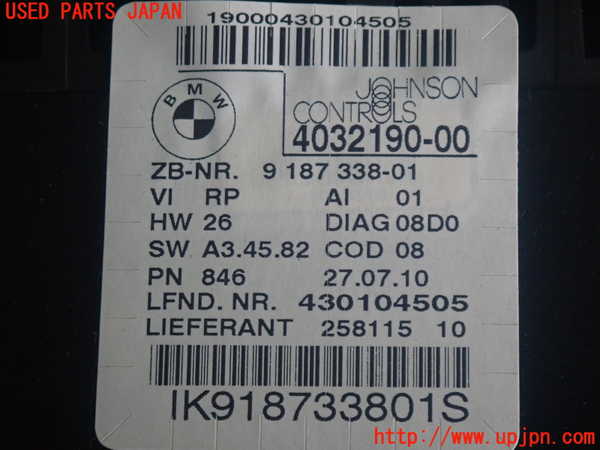 USED PARTS JAPAN
19000430104505
BMW
JOHNSON
CONTROLS
4032190-00
ZB-NR. 9 187 338-01
VI RP AI 01
HW 26 DIAG 08D0
SW A3.45.82 COD 08
PN 846 27.07.10
LFND. NR. 430104505
LIEFERANT 258115 10
IK918733801S
http://www.upjpn.com/